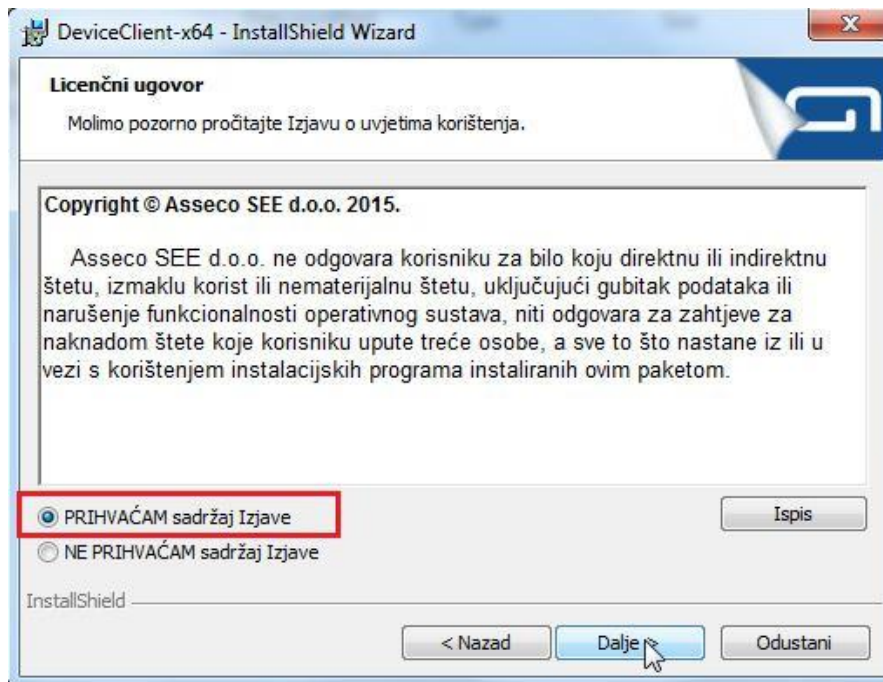 DeviceClient-x64 - InstallShield Wizard
Licenčni ugovor
Molimo pozorno pročitajte Izjavu o uvjetima korištenja.
Copyright © Asseco SEE d.o.o. 2015.
Asseco SEE d.o.o. ne odgovara korisniku za bilo koju direktnu ili indirektnu
štetu, izmaklu korist ili nematerijalnu štetu, uključujući gubitak podataka ili
narušenje funkcionalnosti operativnog sustava, niti odgovara za zahtjeve za
naknadom štete koje korisniku upute treće osobe, a sve to što nastane iz ili u
vezi s korištenjem instalacijskih programa instaliranih ovim paketom.
PRIHVAĆAM sadržaj Izjave
Ispis
NE PRIHVAĆAM sadržaj Izjave
InstallShield
< Nazad
Dalje >
Odustani